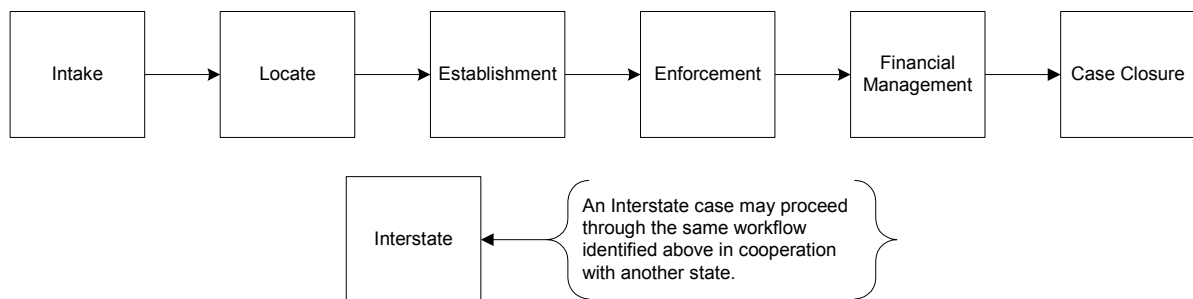 Intake
Locate
Establishment
Enforcement
Financial
Management
Case Closure
Interstate
An Interstate case may proceed
through the same workflow
identified above in cooperation
with another state.